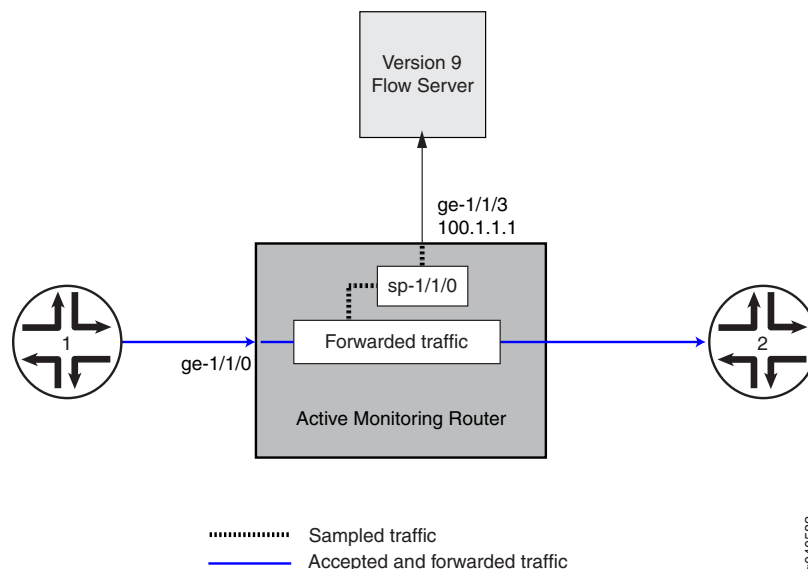 Version 9
Flow Server
ge-1/1/3
100.1.1.1
sp-1/1/0
1
Forwarded traffic
2
ge-1/1/0
Active Monitoring Router
Sampled traffic
Accepted and forwarded traffic